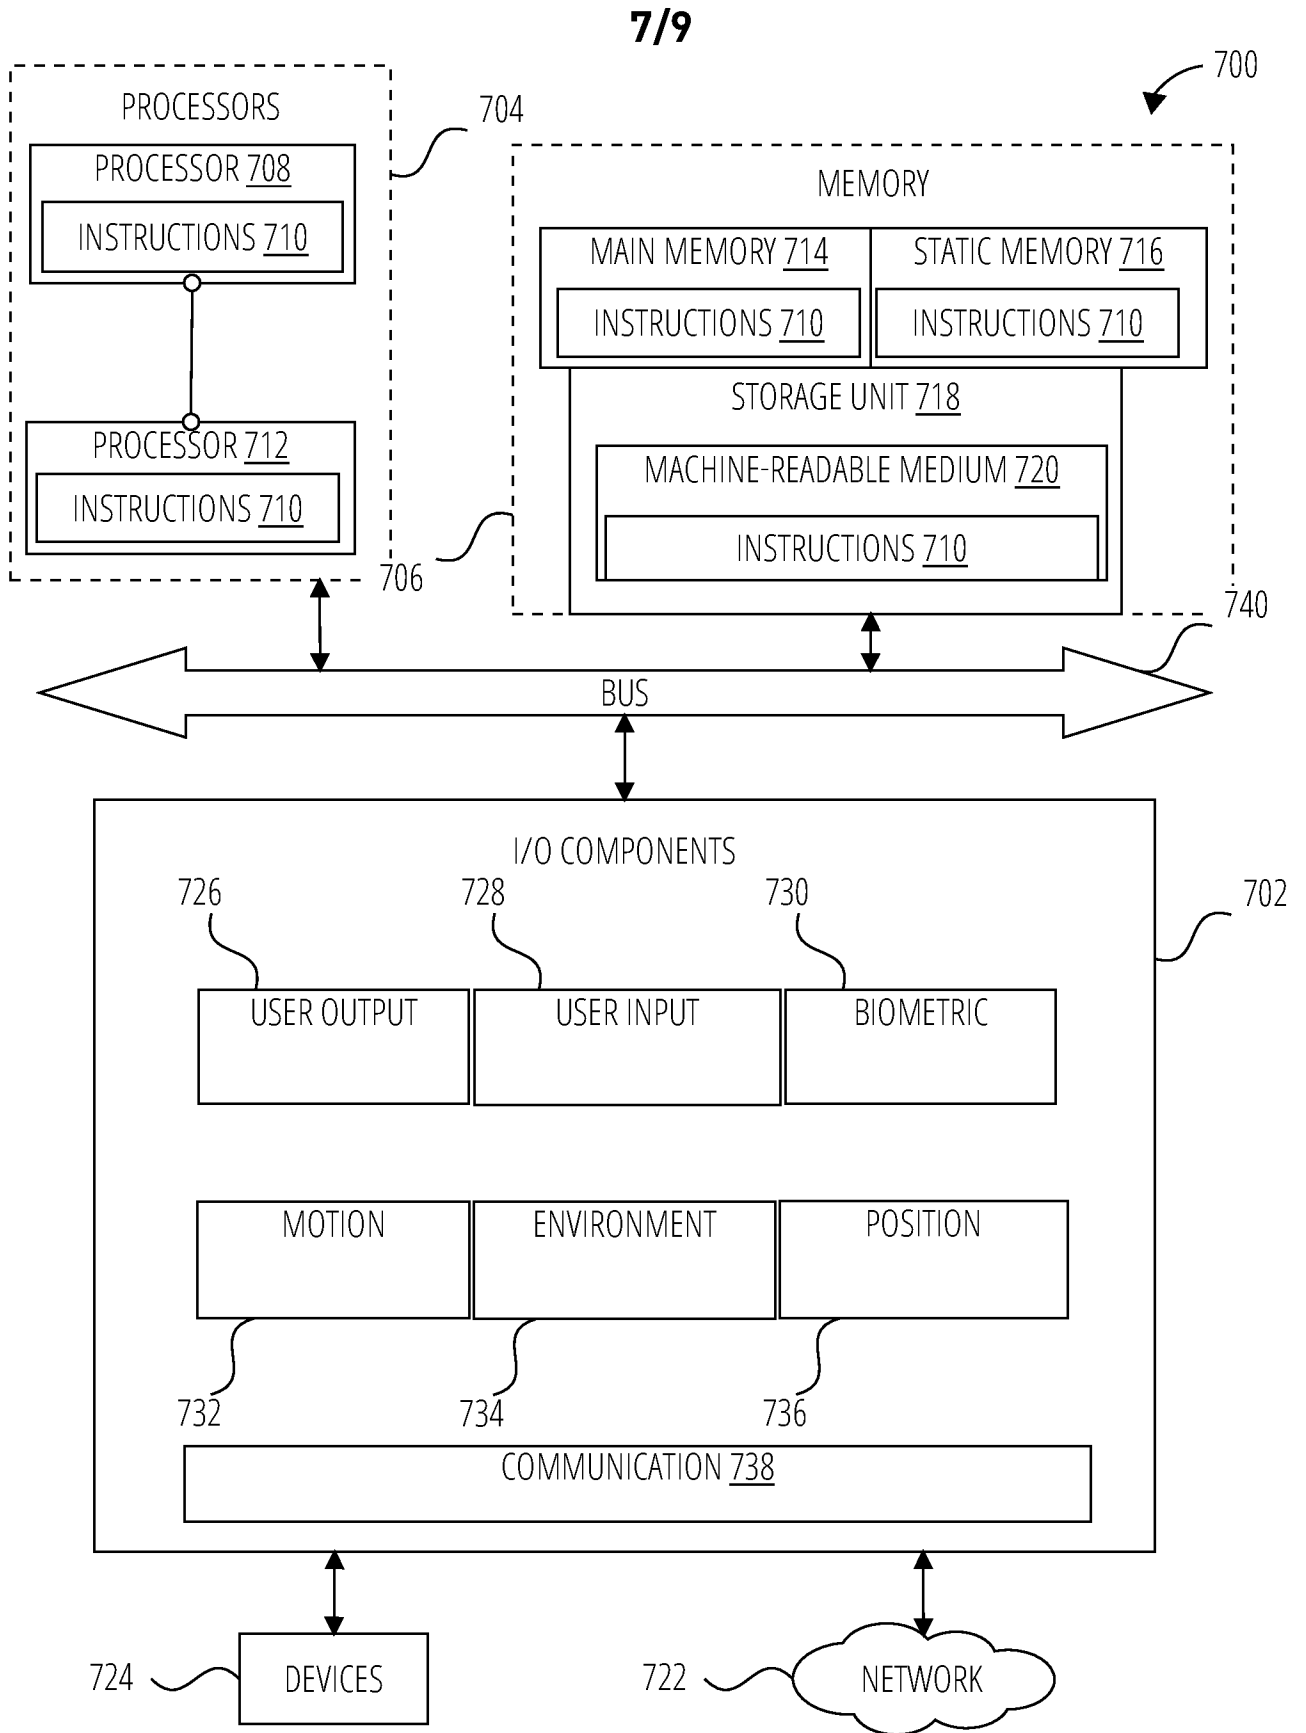 7/9
700
PROCESSORS
704
PROCESSOR 708
INSTRUCTIONS 710
PROCESSOR 712
INSTRUCTIONS 710
MEMORY
MAIN MEMORY 714
STATIC MEMORY 716
INSTRUCTIONS 710
INSTRUCTIONS 710
STORAGE UNIT 718
MACHINE-READABLE MEDIUM 720
INSTRUCTIONS 710
706
740
BUS
I/O COMPONENTS
702
726
728
730
USER OUTPUT
USER INPUT
BIOMETRIC
MOTION
ENVIRONMENT
POSITION
732
734
736
COMMUNICATION 738
724
DEVICES
722
NETWORK